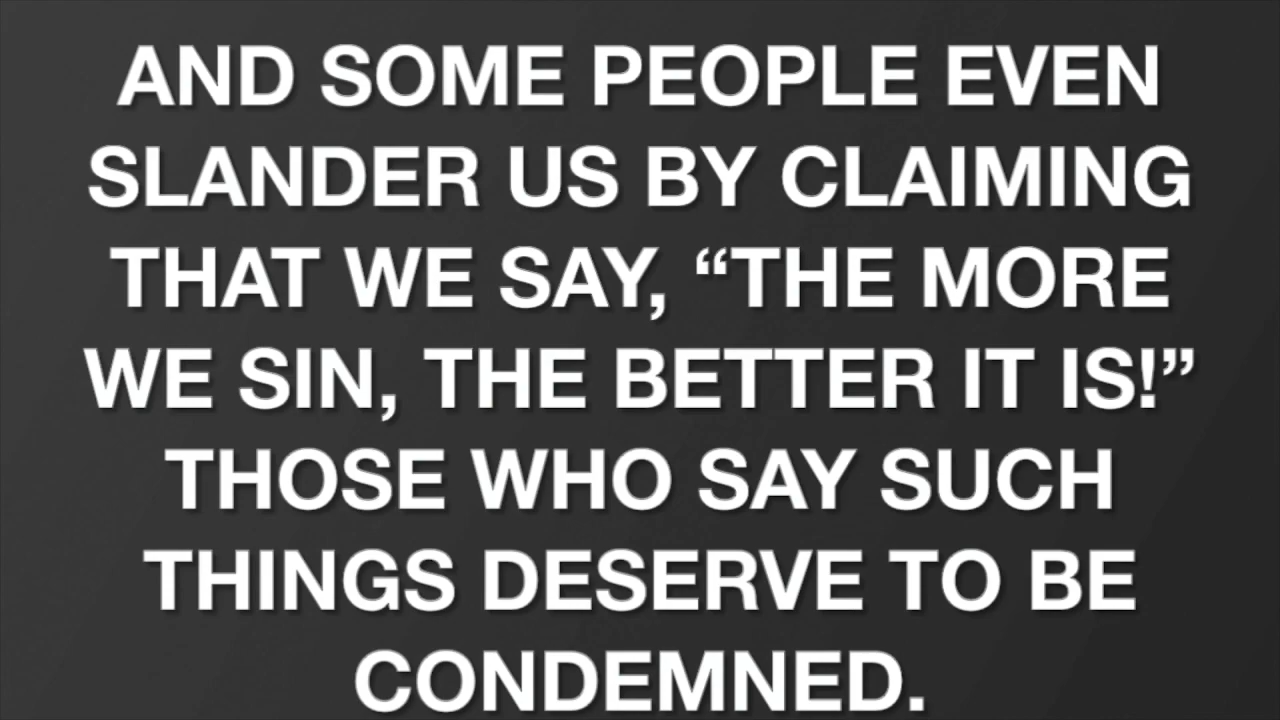 AND SOME PEOPLE EVEN
SLANDER US BY CLAIMING
THAT WE SAY, “THE MORE
WE SIN, THE BETTER IT IS!”
THOSE WHO SAY SUCH
THINGS DESERVE TO BE
CONDEMNED.